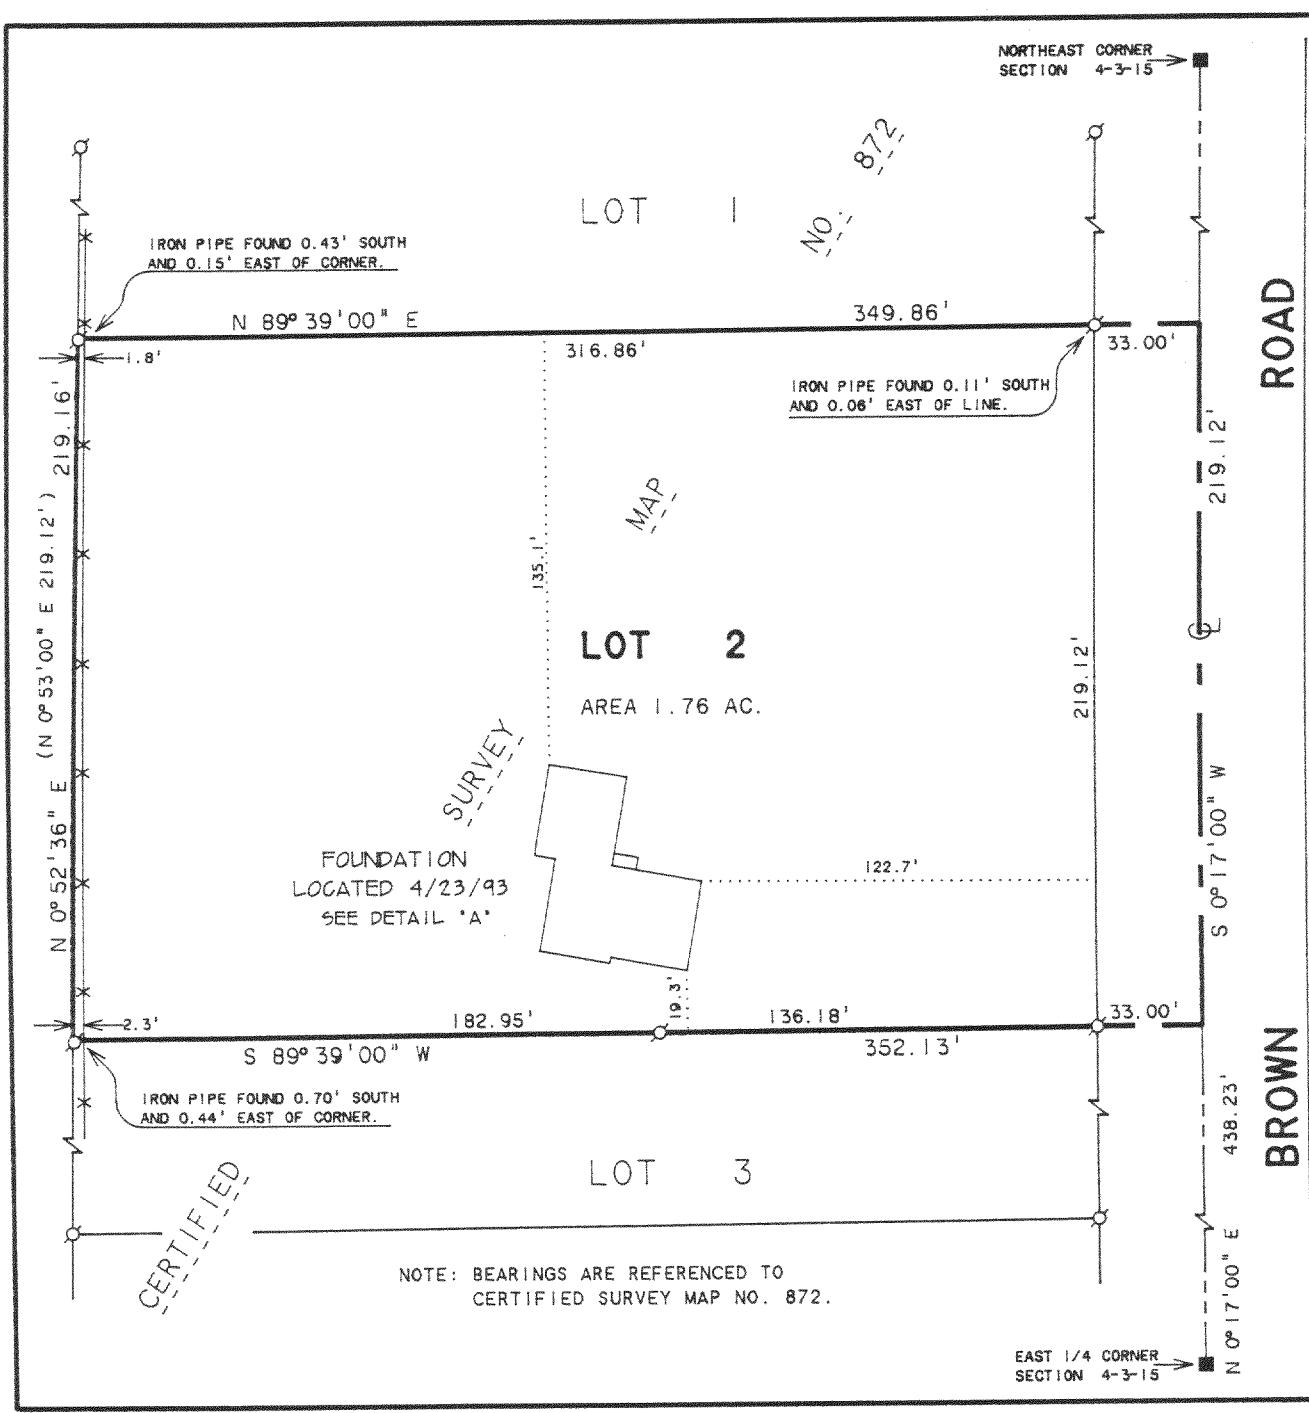 NORTHEAST CORNER
SECTION 4-3-15
LOT 1
NO. 872
IRON PIPE FOUND 0.43' SOUTH
AND 0.15' EAST OF CORNER.
N 89° 39'00" E
349.86'
316.86'
33.00'
1.8'
IRON PIPE FOUND 0.11' SOUTH
AND 0.06' EAST OF LINE.
ROAD
219.12'
219.16'
(N 0° 53'00" E 219.12')
N 0° 52'36" E
MAP
135.1'
LOT 2
AREA 1.76 AC.
219.12'
SURVEY
FOUNDATION
LOCATED 4/23/93
SEE DETAIL "A"
122.7'
S 0° 17'00" W
19.3'
2.3'
182.95'
136.18'
33.00'
S 89° 39'00" W
352.13'
IRON PIPE FOUND 0.70' SOUTH
AND 0.44' EAST OF CORNER.
438.23'
BROWN
LOT 3
CERTIFIED
N 0° 17'00" E
NOTE: BEARINGS ARE REFERENCED TO
CERTIFIED SURVEY MAP NO. 872.
EAST 1/4 CORNER
SECTION 4-3-15